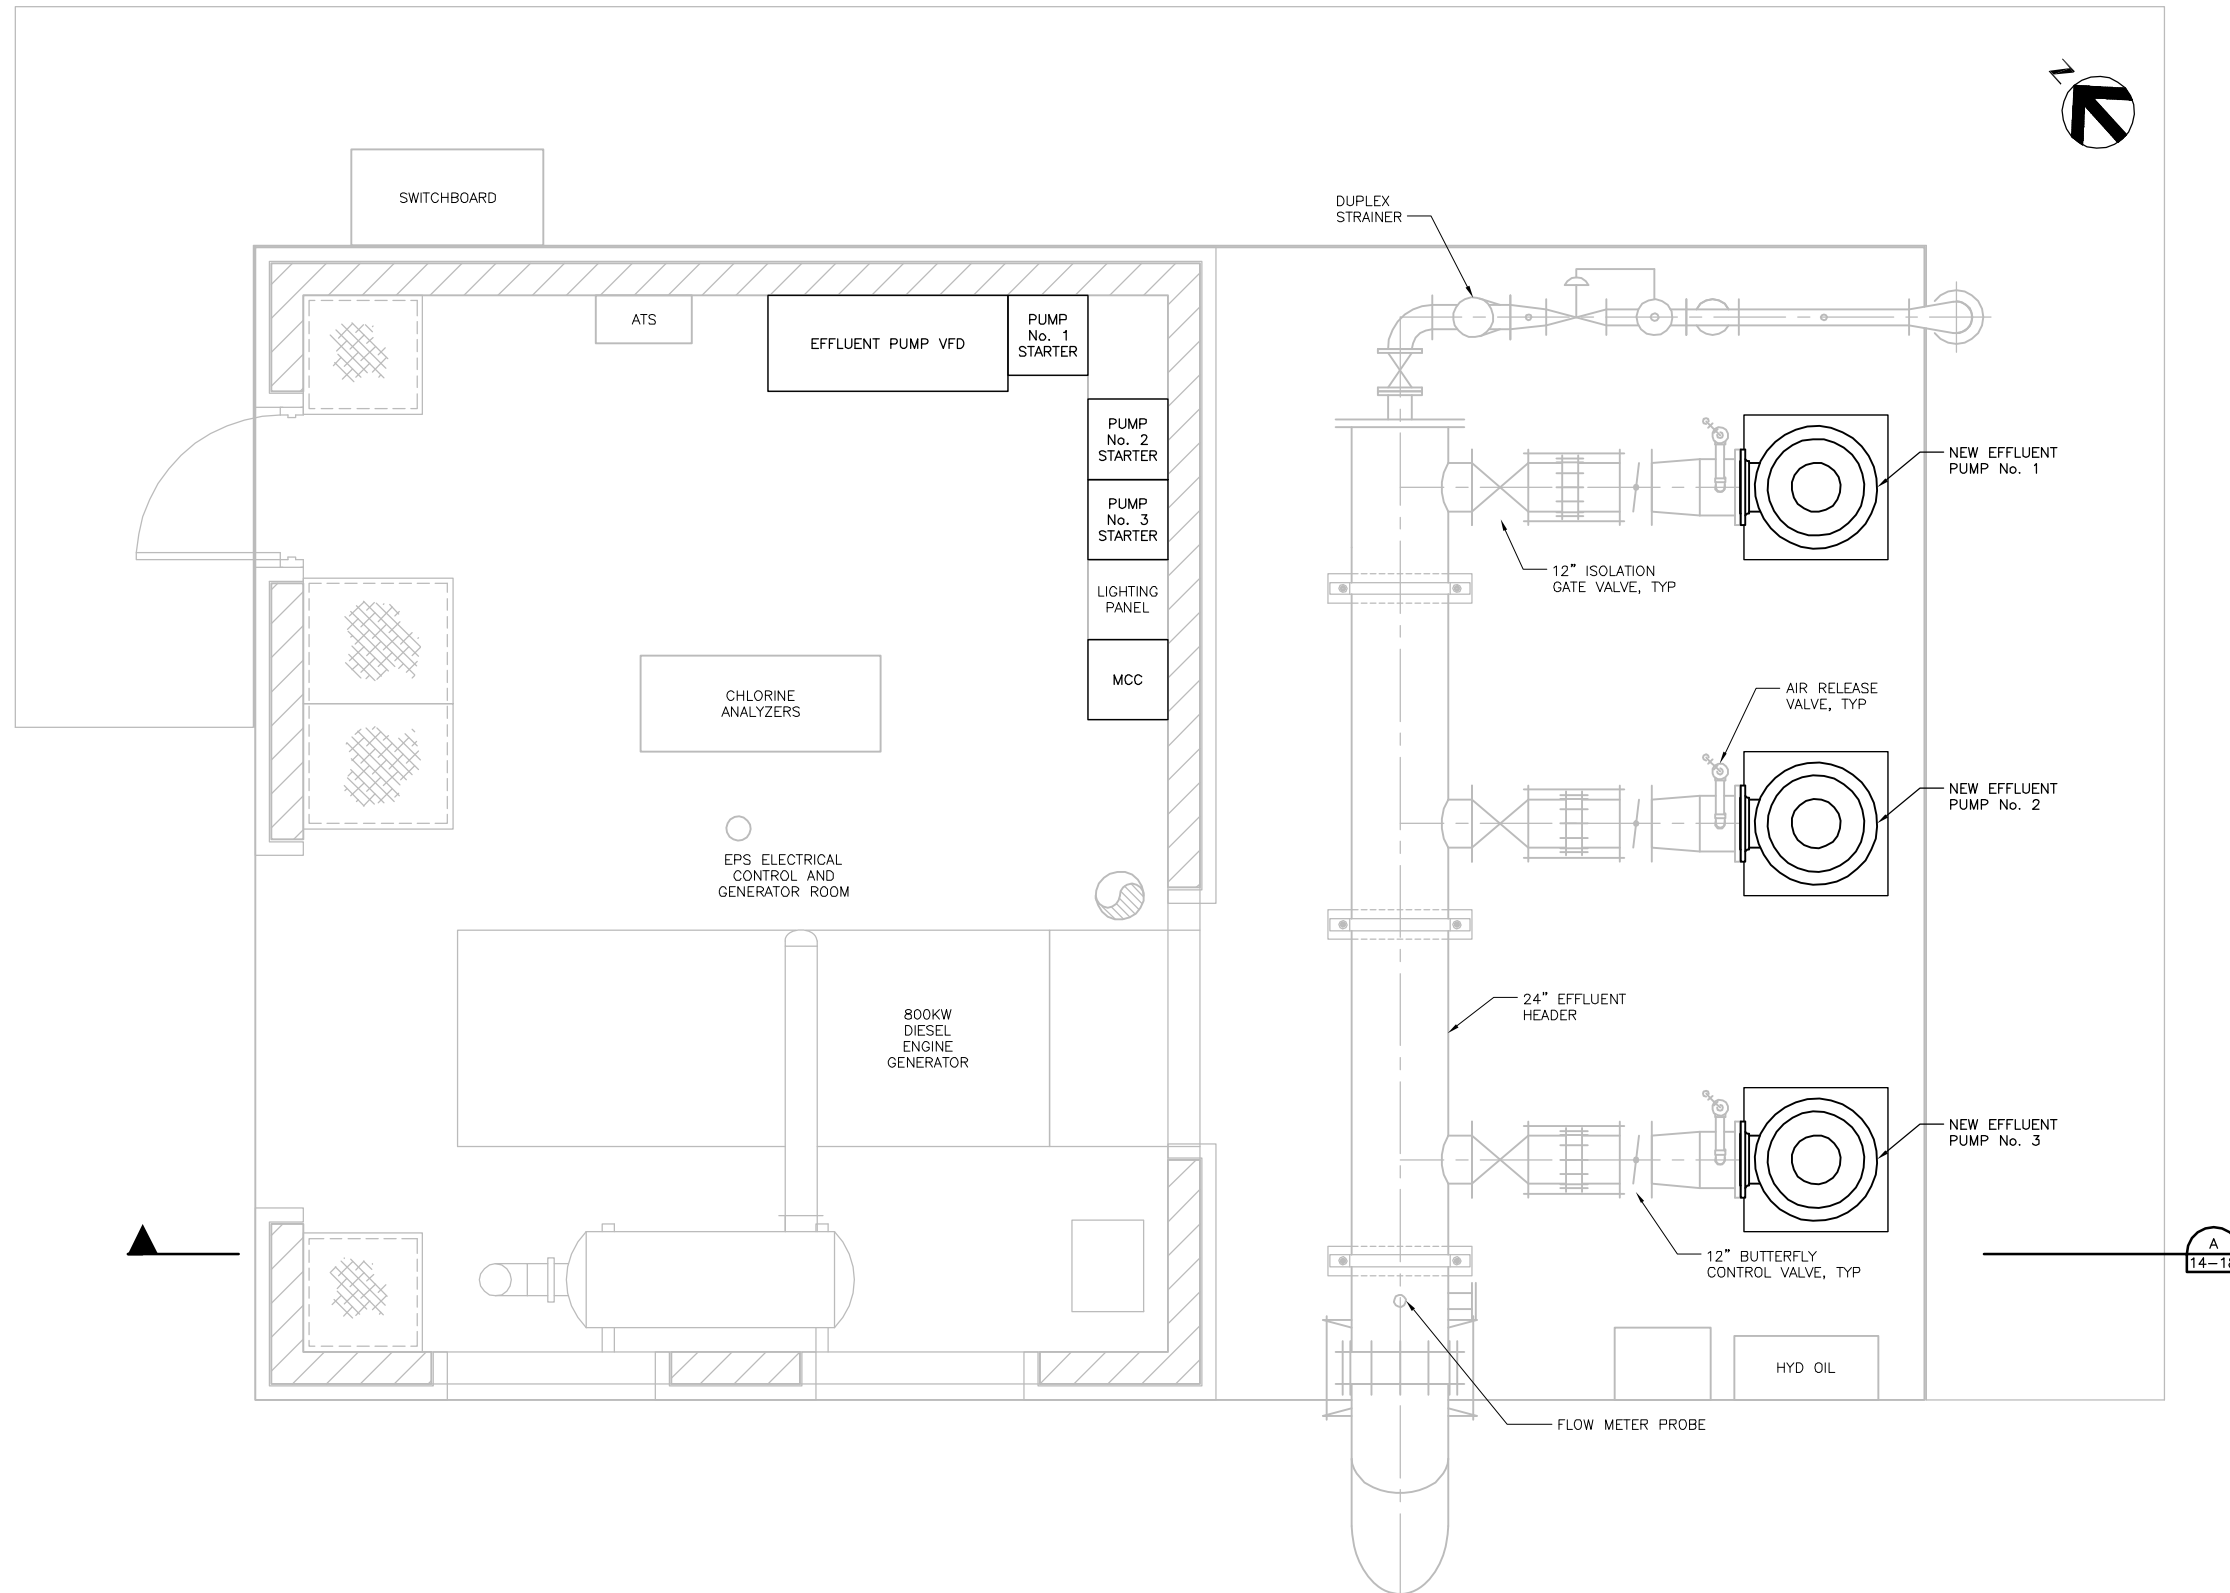 N
SWITCHBOARD
DUPLEX
STRAINER
ATS
EFFLUENT PUMP VFD
PUMP
No. 1
STARTER
PUMP
No. 2
STARTER
PUMP
No. 3
STARTER
LIGHTING
PANEL
MCC
NEW EFFLUENT
PUMP No. 1
12" ISOLATION
GATE VALVE, TYP
CHLORINE
ANALYZERS
AIR RELEASE
VALVE, TYP
NEW EFFLUENT
PUMP No. 2
EPS ELECTRICAL
CONTROL AND
GENERATOR ROOM
24" EFFLUENT
HEADER
800KW
DIESEL
ENGINE
GENERATOR
NEW EFFLUENT
PUMP No. 3
12" BUTTERFLY
CONTROL VALVE, TYP
A
HYD OIL
FLOW METER PROBE